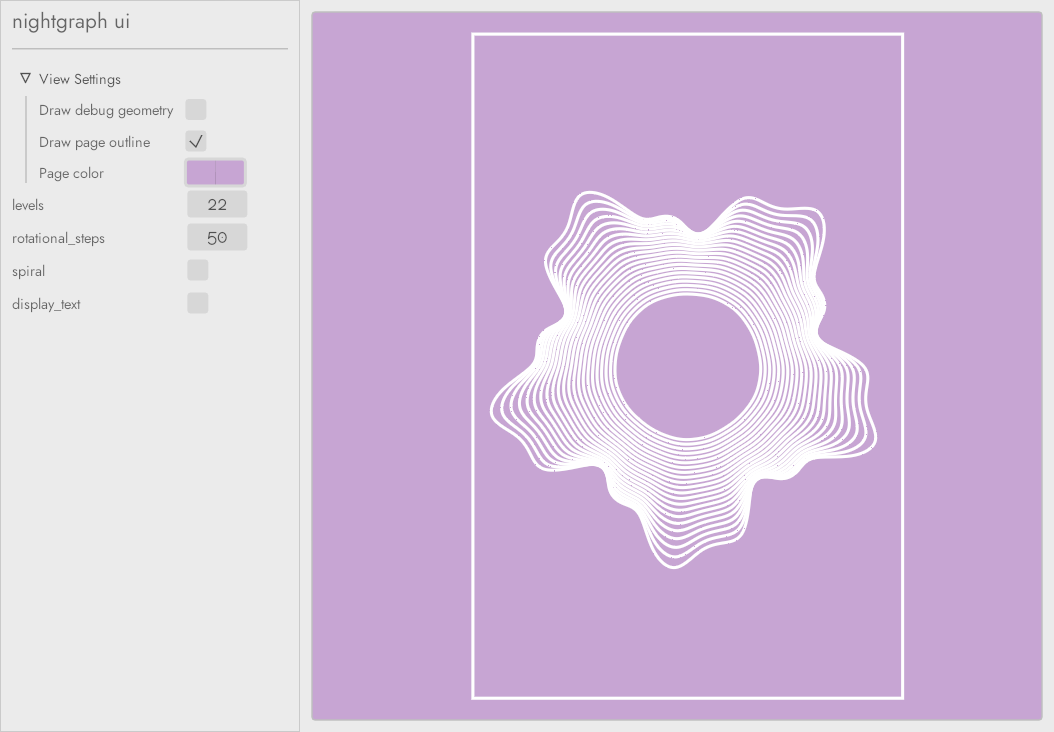 nightgraph ui
View Settings
Draw debug geometry
Draw page outline
Page color
levels 22
rotational_steps 50
spiral
display_text